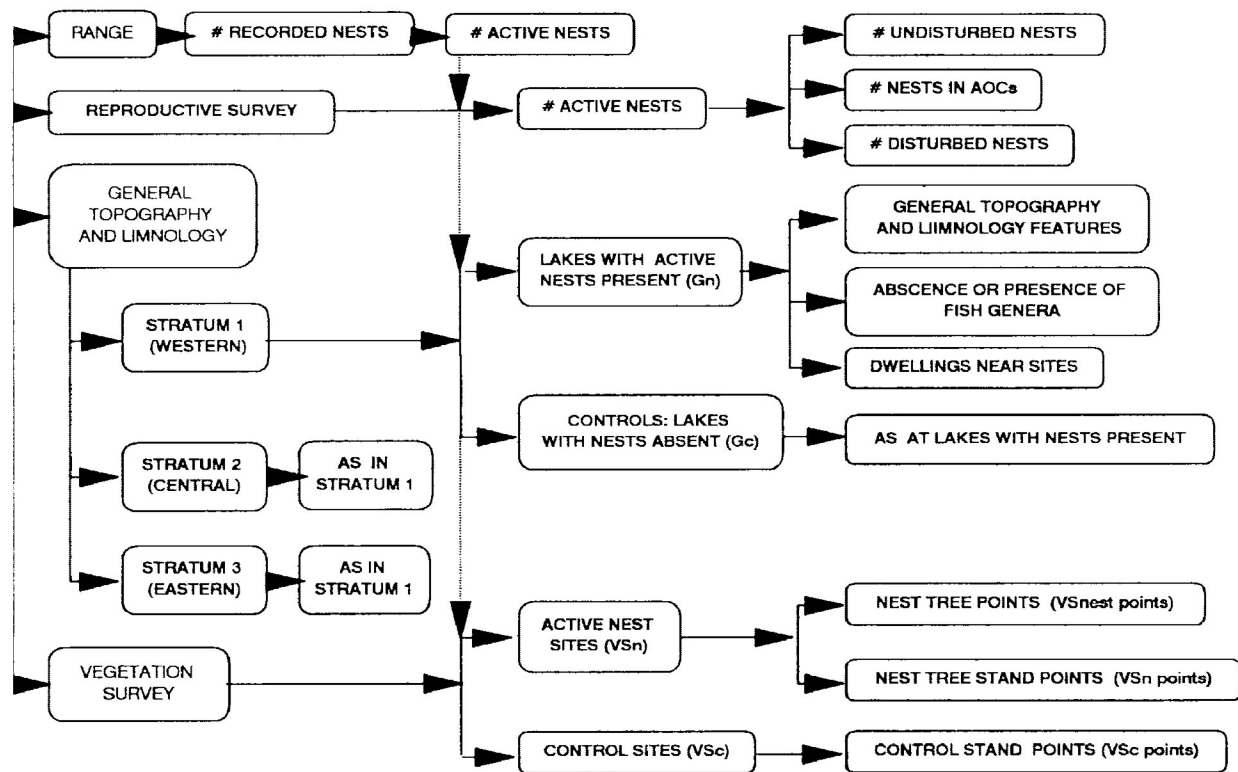 RANGE
# RECORDED NESTS
# ACTIVE NESTS
# UNDISTURBED NESTS
# NESTS IN AOCs
# DISTURBED NESTS
REPRODUCTIVE SURVEY
# ACTIVE NESTS
GENERAL
TOPOGRAPHY
AND LIMNOLOGY
LAKES WITH ACTIVE
NESTS PRESENT (Gn)
GENERAL TOPOGRAPHY
AND LIIMNOLOGY FEATURES
ABSCENCE OR PRESENCE OF
FISH GENERA
DWELLINGS NEAR SITES
STRATUM 1
(WESTERN)
CONTROLS: LAKES
WITH NESTS ABSENT (Gc)
AS AT LAKES WITH NESTS PRESENT
STRATUM 2
(CENTRAL)
AS IN
STRATUM 1
STRATUM 3
(EASTERN)
AS IN
STRATUM 1
ACTIVE NEST
SITES (VSn)
NEST TREE POINTS (VSnest points)
NEST TREE STAND POINTS (VSn points)
VEGETATION
SURVEY
CONTROL SITES (VSc)
CONTROL STAND POINTS (VSc points)